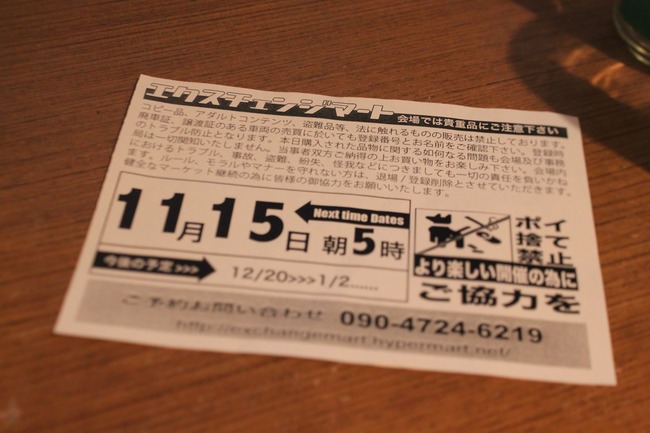 エクスチェンジマート 会場では貴重品にご注意下さい
コピー品、アダルトコンテンツ、盗難品等、法に触れるものの販売は禁止しております。
廃車証、譲渡証のある車両の売買に於いても登録番号とお名前をご確認下さい。登録時
のトラブル防止となります。本日購入された品物に関する如何なる問題も会場及び事務
局は一切関知いたしません。当事者双方ご納得の上お買い物をお楽しみ下さい。会場内
におけるトラブル、事故、盗難、紛失、怪我などにつきましても一切の責任を負いかね
ます。ルール、モラルやマナーを守れない方は、退場/登録削除とさせていただきます。
健全なマーケット継続の為に皆様の御協力をお願いいたします。
Next time Dates
11月15日 朝5時
今後の予定>>>
12/20>>>1/2......
ポイ
捨て
禁止
より楽しい開催の為に
ご協力を
ご予約お問い合わせ 090-4724-6219
http://exchangemart.hypermart.net/